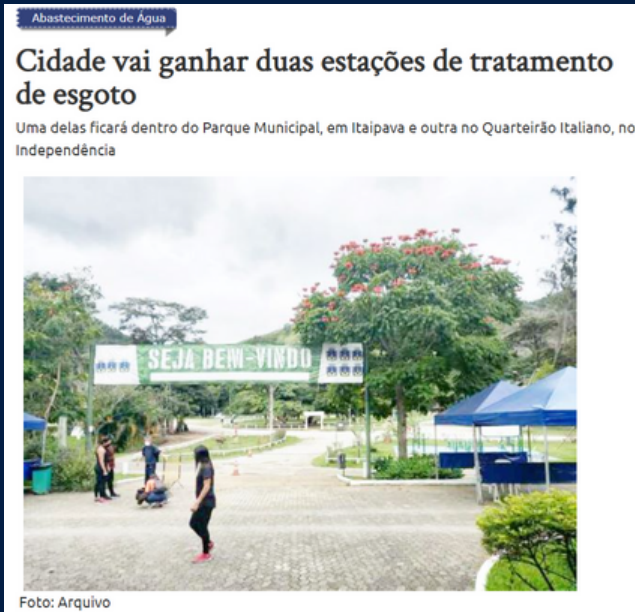 Abastecimento de Água
Cidade vai ganhar duas estações de tratamento
de esgoto
Uma delas ficará dentro do Parque Municipal, em Itaipava e outra no Quarteirão Italiano, no
Independência
SEJA BEM-VINDO
Foto: Arquivo